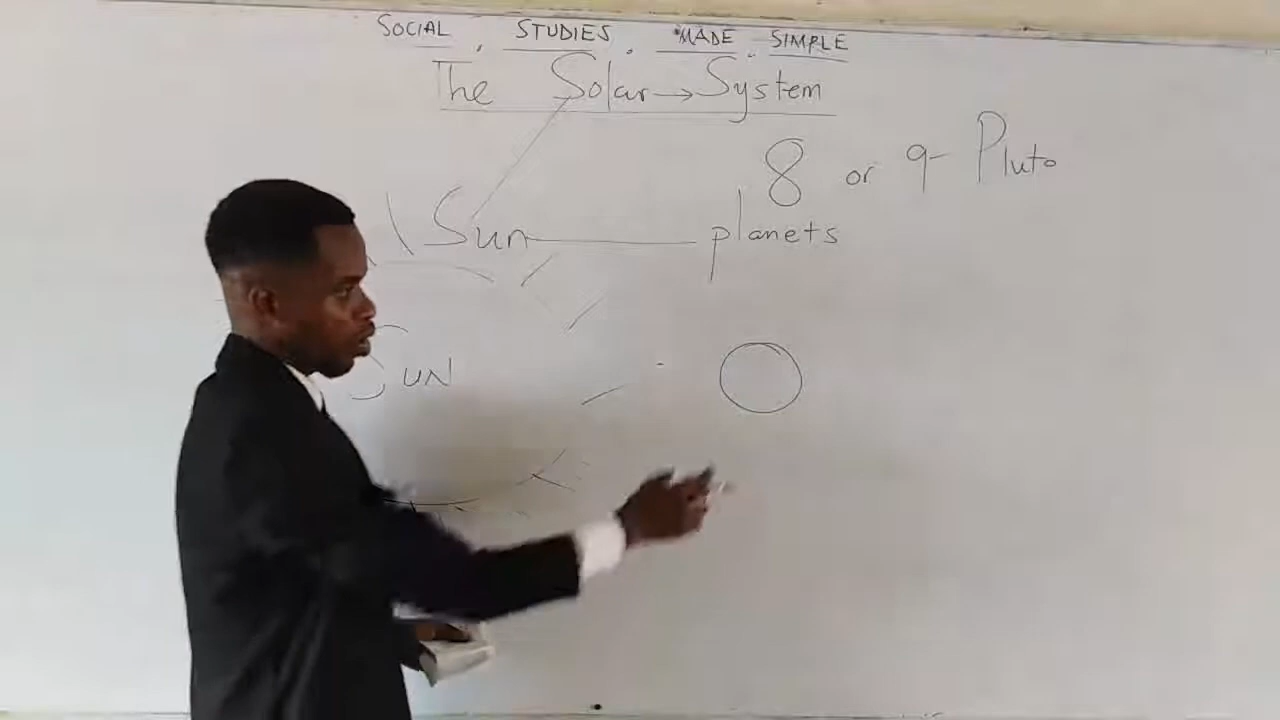 SOCIAL . STUDIES . MADE . SIMPLE
The Solar → System
8 or 9 - Pluto
Sun planets
SUN